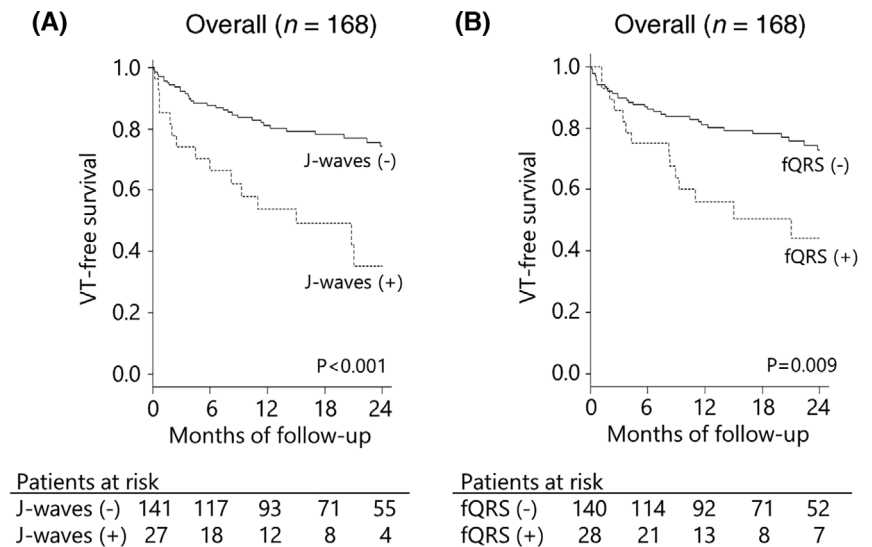 (A) Overall (n = 168)
VT-free survival
1.0
0.8
0.6
0.4
0.2
0.0
J-waves (-)
J-waves (+)
P<0.001
0 6 12 18 24
Months of follow-up
Patients at risk
J-waves (-) 141 117 93 71 55
J-waves (+) 27 18 12 8 4
(B) Overall (n = 168)
VT-free survival
1.0
0.8
0.6
0.4
0.2
0.0
fQRS (-)
fQRS (+)
P=0.009
0 6 12 18 24
Months of follow-up
Patients at risk
fQRS (-) 140 114 92 71 52
fQRS (+) 28 21 13 8 7